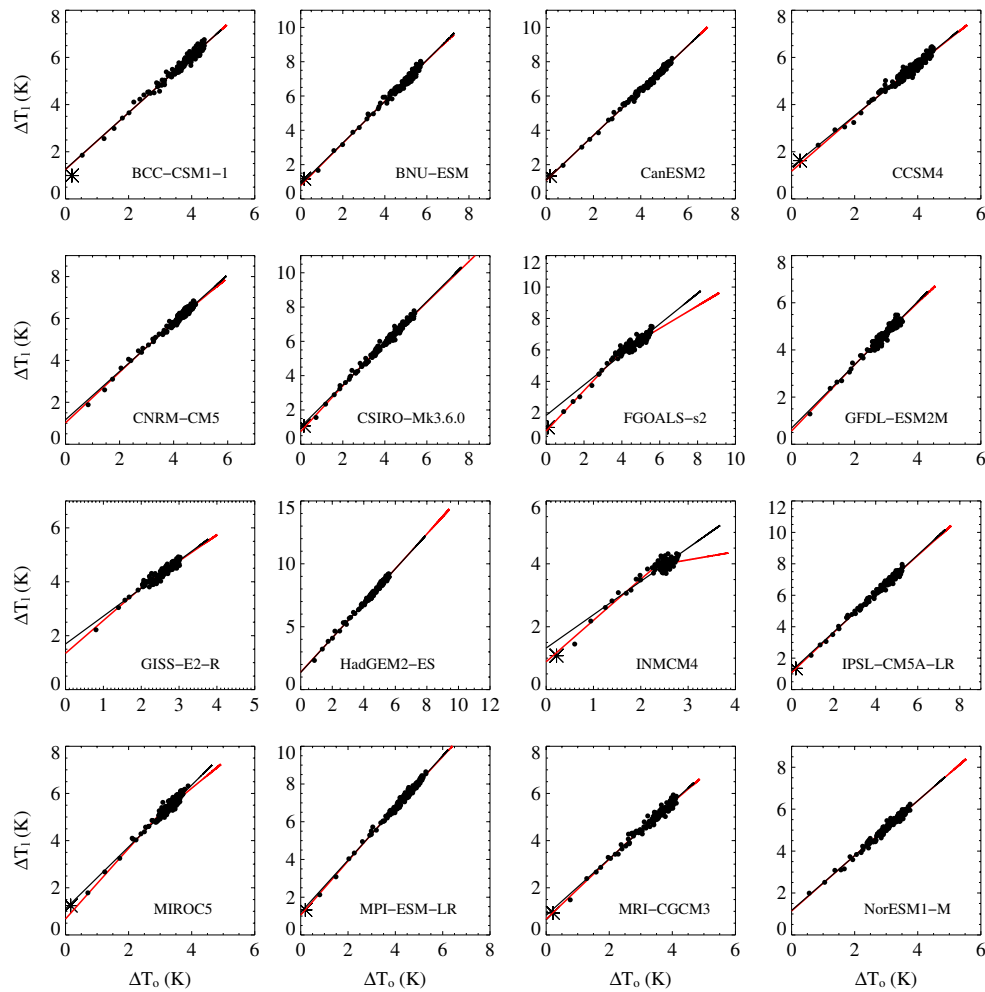 8
6
4
2
0
ΔTₗ (K)
0 2 4 6
BCC−CSM1−1
10
8
6
4
2
0
0 2 4 6 8
BNU−ESM
10
8
6
4
2
0
0 2 4 6 8
CanESM2
8
6
4
2
0
0 2 4 6
CCSM4
8
6
4
2
0
ΔTₗ (K)
0 2 4 6
CNRM−CM5
10
8
6
4
2
0
0 2 4 6 8
CSIRO−Mk3.6.0
12
10
8
6
4
2
0
0 2 4 6 8 10
FGOALS−s2
8
6
4
2
0
0 2 4 6
GFDL−ESM2M
6
4
2
0
ΔTₗ (K)
0 1 2 3 4 5
GISS−E2−R
15
10
5
0
0 2 4 6 8 10 12
HadGEM2−ES
6
4
2
0
0 1 2 3 4
INMCM4
12
10
8
6
4
2
0
0 2 4 6 8
IPSL−CM5A−LR
8
6
4
2
0
ΔTₗ (K)
0 2 4 6
MIROC5
ΔTₒ (K)
10
8
6
4
2
0
0 2 4 6 8
MPI−ESM−LR
ΔTₒ (K)
8
6
4
2
0
0 2 4 6
MRI−CGCM3
ΔTₒ (K)
8
6
4
2
0
0 2 4 6
NorESM1−M
ΔTₒ (K)